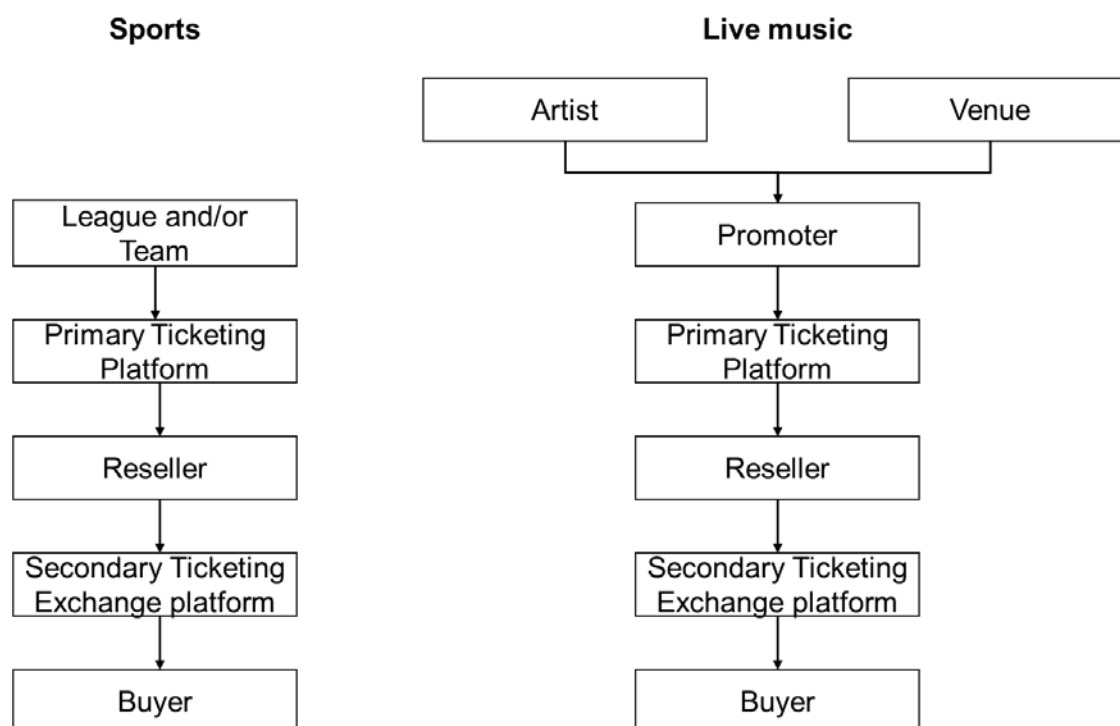 Sports
League and/or
Team
Primary Ticketing
Platform
Reseller
Secondary Ticketing
Exchange platform
Buyer
Live music
Artist
Venue
Promoter
Primary Ticketing
Platform
Reseller
Secondary Ticketing
Exchange platform
Buyer